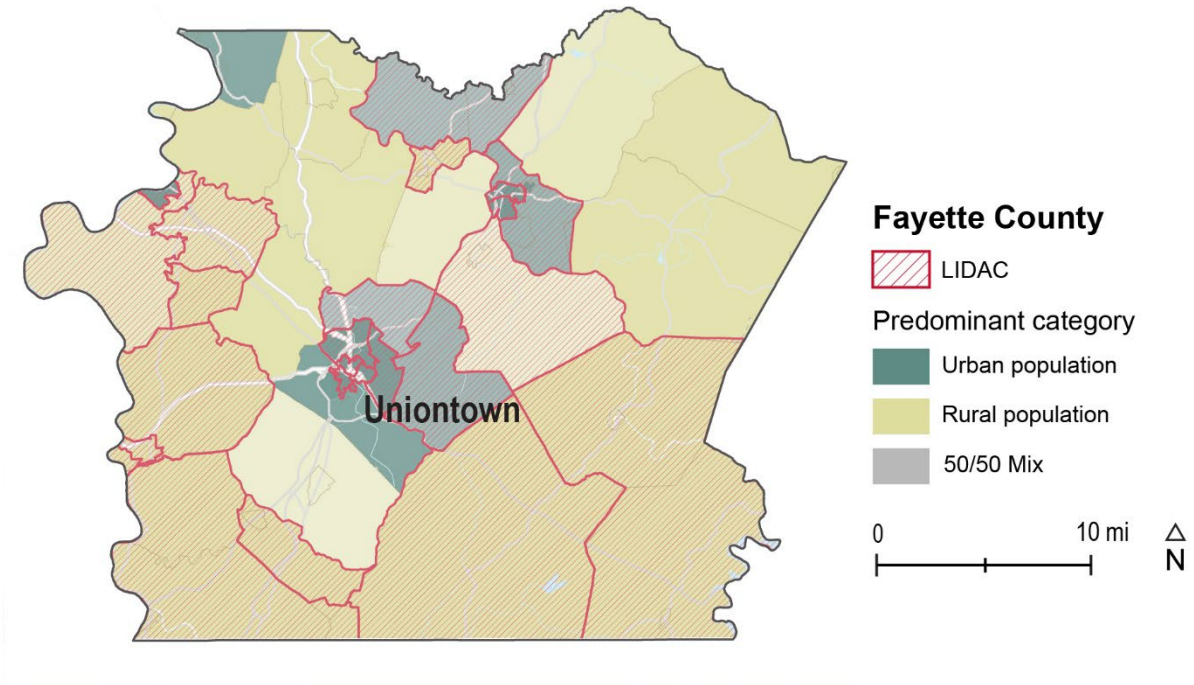 Fayette County
LIDAC
Predominant category
Urban population
Rural population
50/50 Mix
0 10 mi
N
Uniontown